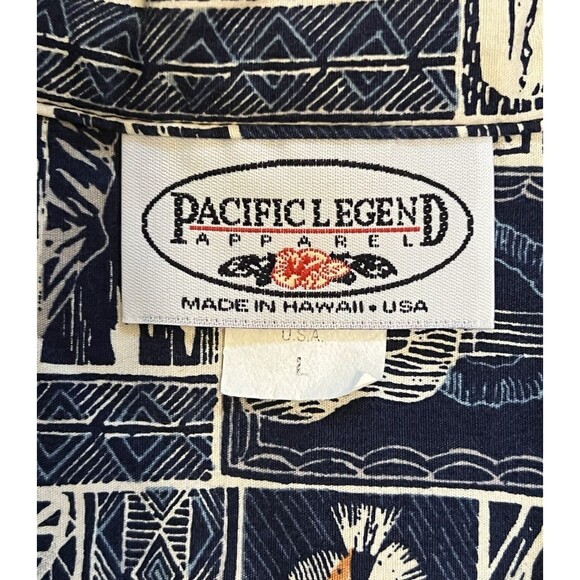 PACIFIC LEGEND
APPAREL
MADE IN HAWAII • USA
U.S.A.
L